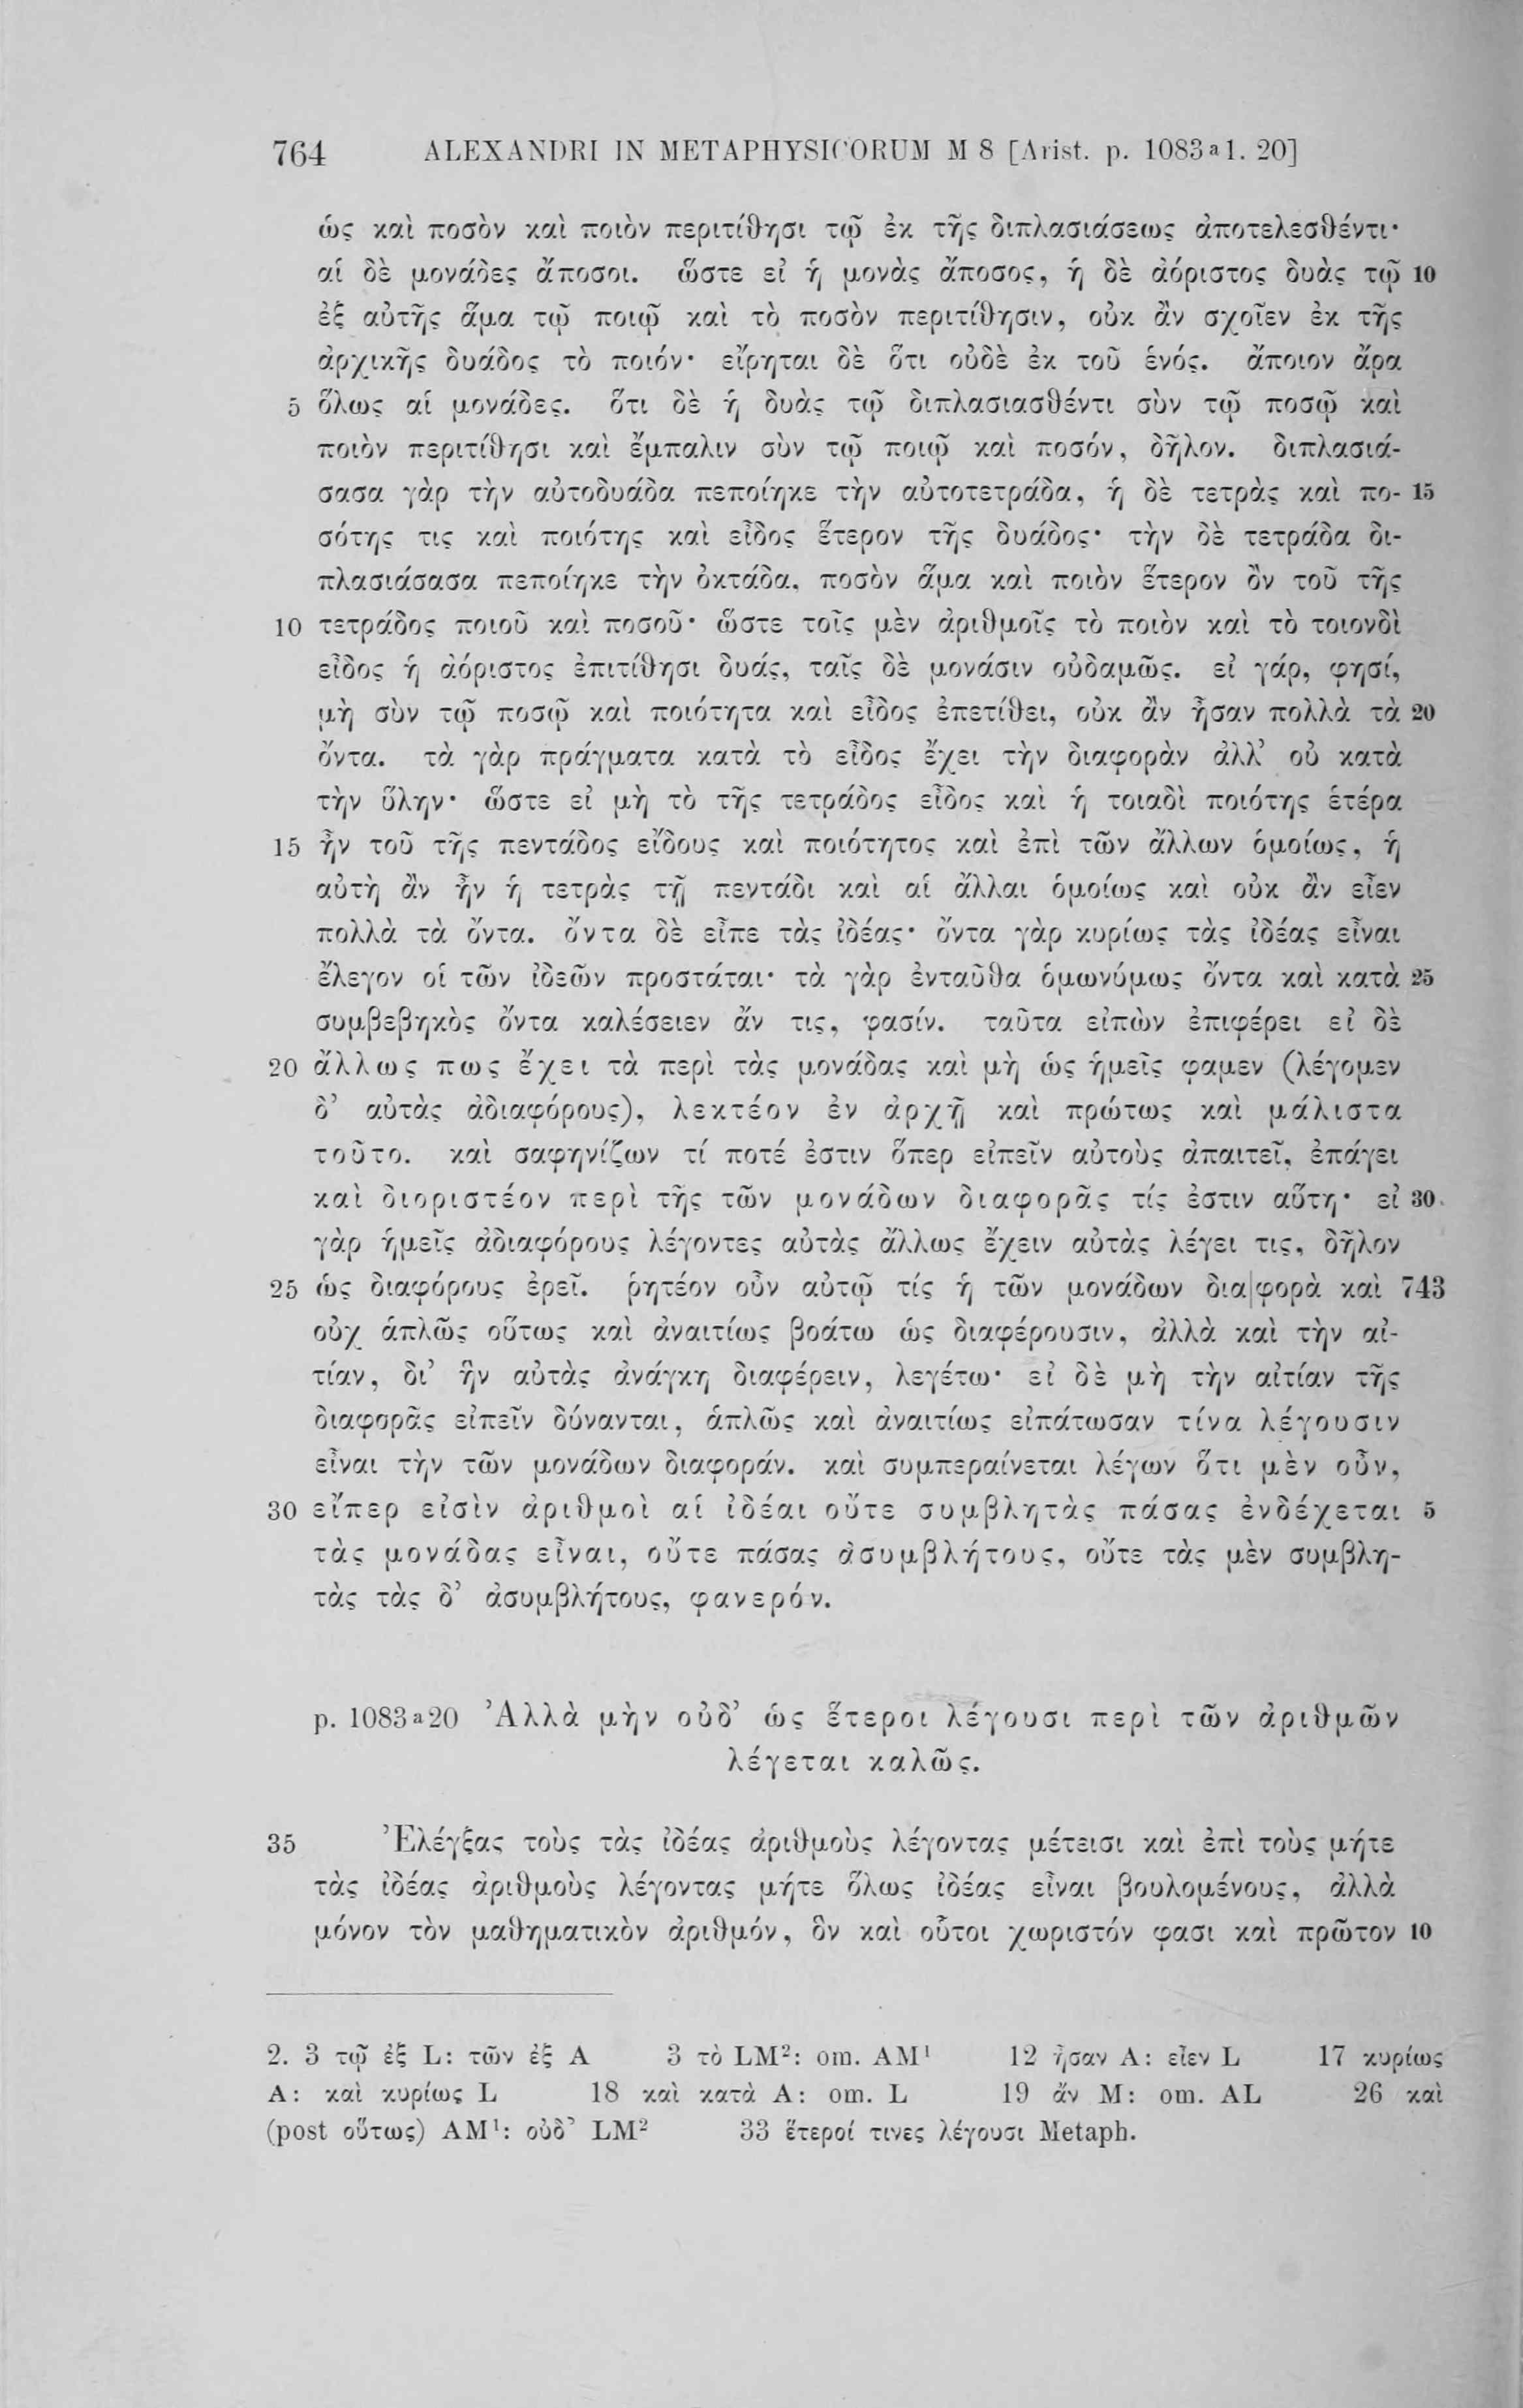 764 ALEXANDRI IN METAPHYSICORUM M 8 [Arist. p. 1083ª1. 20]
ὡς καὶ ποσὸν καὶ ποιὸν περιτίθησι τῷ ἐκ τῆς διπλασιάσεως ἀποτελεσθέντι·
αἱ δὲ μονάδες ἄποσοι. ὥστε εἰ ἡ μονὰς ἄποσος, ἡ δὲ ἀόριστος δυὰς τῷ 10
ἐξ αὐτῆς ἅμα τῷ ποιῷ καὶ τὸ ποσὸν περιτίθησιν, οὐκ ἂν σχοῖεν ἐκ τῆς
ἀρχικῆς δυάδος τὸ ποιόν· εἴρηται δὲ ὅτι οὐδὲ ἐκ τοῦ ἑνός. ἄποιον ἄρα
5 ὅλως αἱ μονάδες. ὅτι δὲ ἡ δυὰς τῷ διπλασιασθέντι σὺν τῷ ποσῷ καὶ
ποιὸν περιτίθησι καὶ ἔμπαλιν σὺν τῷ ποιῷ καὶ ποσόν, δῆλον. διπλασιά-
σασα γὰρ τὴν αὐτοδυάδα πεποίηκε τὴν αὐτοτετράδα, ἡ δὲ τετρὰς καὶ πο- 15
σότης τις καὶ ποιότης καὶ εἶδος ἕτερον τῆς δυάδος· τὴν δὲ τετράδα δι-
πλασιάσασα πεποίηκε τὴν ὀκτάδα, ποσὸν ἅμα καὶ ποιὸν ἕτερον ὂν τοῦ τῆς
10 τετράδος ποιοῦ καὶ ποσοῦ· ὥστε τοῖς μὲν ἀριθμοῖς τὸ ποιὸν καὶ τὸ τοιονδὶ
εἶδος ἡ ἀόριστος ἐπιτίθησι δυάς, ταῖς δὲ μονάσιν οὐδαμῶς. εἰ γάρ, φησί,
μὴ σὺν τῷ ποσῷ καὶ ποιότητα καὶ εἶδος ἐπετίθει, οὐκ ἂν ἦσαν πολλὰ τὰ 20
ὄντα. τὰ γὰρ πράγματα κατὰ τὸ εἶδος ἔχει τὴν διαφορὰν ἀλλ’ οὐ κατὰ
τὴν ὕλην· ὥστε εἰ μὴ τὸ τῆς τετράδος εἶδος καὶ ἡ τοιαδὶ ποιότης ἑτέρα
15 ἦν τοῦ τῆς πεντάδος εἴδους καὶ ποιότητος καὶ ἐπὶ τῶν ἄλλων ὁμοίως, ἡ
αὐτὴ ἂν ἦν ἡ τετρὰς τῇ πεντάδι καὶ αἱ ἄλλαι ὁμοίως καὶ οὐκ ἂν εἶεν
πολλὰ τὰ ὄντα. ὄντα δὲ εἶπε τὰς ἰδέας· ὄντα γὰρ κυρίως τὰς ἰδέας εἶναι
ἔλεγον οἱ τῶν ἰδεῶν προστάται· τὰ γὰρ ἐνταῦθα ὁμωνύμως ὄντα καὶ κατὰ 25
συμβεβηκὸς ὄντα καλέσειεν ἄν τις, φασίν. ταῦτα εἰπὼν ἐπιφέρει εἰ δὲ
20 ἄλλως πως ἔχει τὰ περὶ τὰς μονάδας καὶ μὴ ὡς ἡμεῖς φαμεν (λέγομεν
δ’ αὐτὰς ἀδιαφόρους), λεκτέον ἐν ἀρχῇ καὶ πρώτως καὶ μάλιστα
τοῦτο. καὶ σαφηνίζων τί ποτέ ἐστιν ὅπερ εἰπεῖν αὐτοὺς ἀπαιτεῖ, ἐπάγει
καὶ διοριστέον περὶ τῆς τῶν μονάδων διαφορᾶς τίς ἐστιν αὕτη· εἰ 30
γὰρ ἡμεῖς ἀδιαφόρους λέγοντες αὐτὰς ἄλλως ἔχειν αὐτὰς λέγει τις, δῆλον
25 ὡς διαφόρους ἐρεῖ. ῥητέον οὖν αὐτῷ τίς ἡ τῶν μονάδων δια|φορὰ καὶ 743
οὐχ ἁπλῶς οὕτως καὶ ἀναιτίως βοάτω ὡς διαφέρουσιν, ἀλλὰ καὶ τὴν αἰ-
τίαν, δι’ ἣν αὐτὰς ἀνάγκη διαφέρειν, λεγέτω· εἰ δὲ μὴ τὴν αἰτίαν τῆς
διαφορᾶς εἰπεῖν δύνανται, ἁπλῶς καὶ ἀναιτίως εἰπάτωσαν τίνα λέγουσιν
εἶναι τὴν τῶν μονάδων διαφοράν. καὶ συμπεραίνεται λέγων ὅτι μὲν οὖν,
30 εἴπερ εἰσὶν ἀριθμοὶ αἱ ἰδέαι οὔτε συμβλητὰς πάσας ἐνδέχεται 5
τὰς μονάδας εἶναι, οὔτε πάσας ἀσυμβλήτους, οὔτε τὰς μὲν συμβλη-
τὰς τὰς δ’ ἀσυμβλήτους, φανερόν.
p. 1083ª20 Ἀλλὰ μὴν οὐδ’ ὡς ἕτεροι λέγουσι περὶ τῶν ἀριθμῶν
λέγεται καλῶς.
35 Ἐλέγξας τοὺς τὰς ἰδέας ἀριθμοὺς λέγοντας μέτεισι καὶ ἐπὶ τοὺς μήτε
τὰς ἰδέας ἀριθμοὺς λέγοντας μήτε ὅλως ἰδέας εἶναι βουλομένους, ἀλλὰ
μόνον τὸν μαθηματικὸν ἀριθμόν, ὃν καὶ οὗτοι χωριστόν φασι καὶ πρῶτον 10
2. 3 τῷ ἐξ L: τῶν ἐξ A 3 τὸ LM²: om. AM¹ 12 ἦσαν A: εἶεν L 17 κυρίως
A: καὶ κυρίως L 18 καὶ κατὰ A: om. L 19 ἄν M: om. AL 26 καὶ
(post οὕτως) AM¹: οὐδ’ LM² 33 ἕτεροί τινες λέγουσι Metaph.